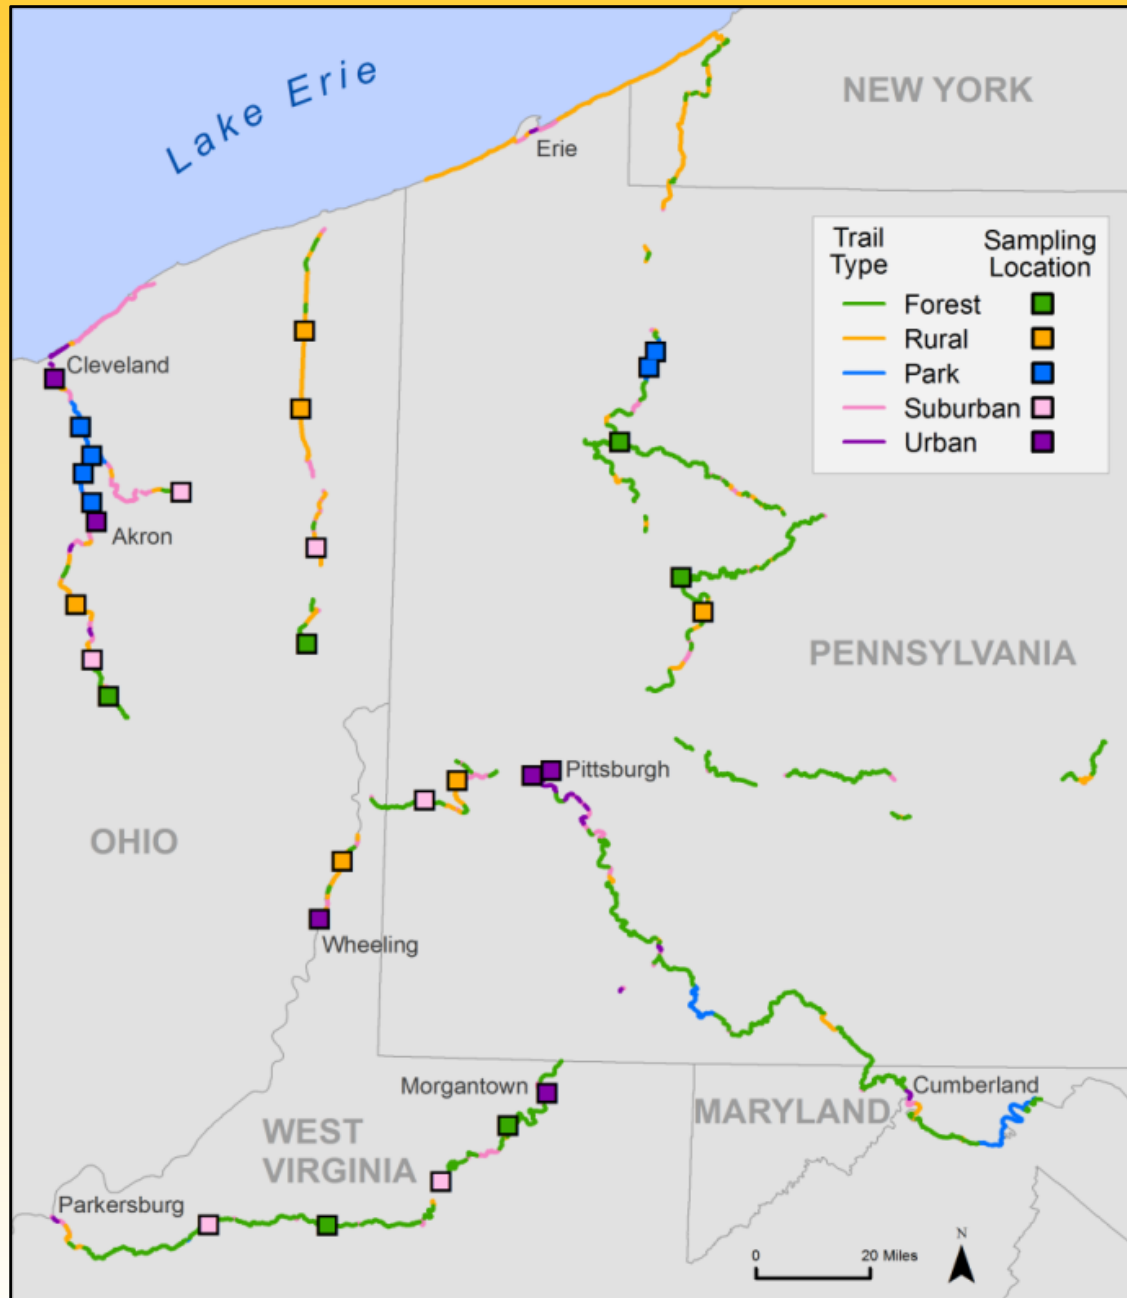 Lake Erie
NEW YORK
Erie
Trail
Type
Sampling
Location
Forest
Rural
Park
Suburban
Urban
Cleveland
Akron
PENNSYLVANIA
Pittsburgh
OHIO
Wheeling
Morgantown
Cumberland
MARYLAND
WEST
VIRGINIA
Parkersburg
N
0 20 Miles